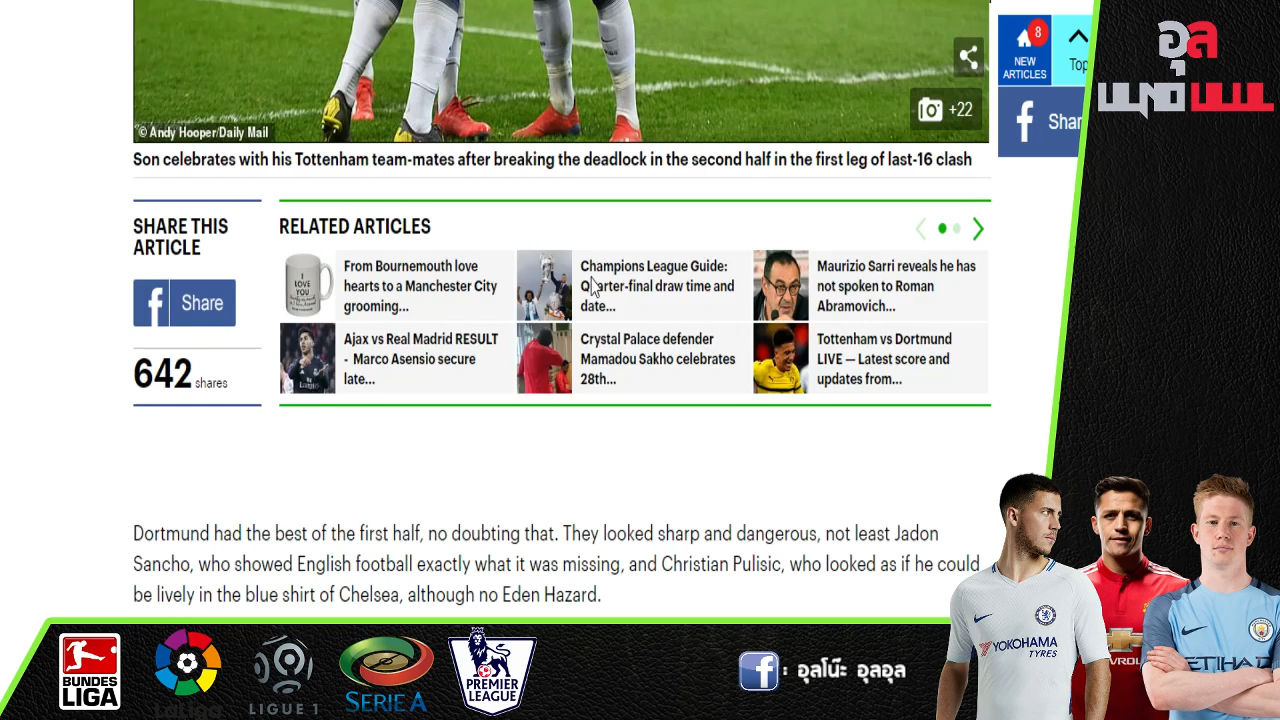 อุล
© Andy Hooper/Daily Mail
+22
8
NEW
ARTICLES
Top
Shar
Son celebrates with his Tottenham team-mates after breaking the deadlock in the second half in the first leg of last-16 clash
SHARE THIS
ARTICLE
Share
642 shares
RELATED ARTICLES
I
LOVE
YOU
From Bournemouth love
hearts to a Manchester City
grooming...
Champions League Guide:
Quarter-final draw time and
date...
Maurizio Sarri reveals he has
not spoken to Roman
Abramovich...
Ajax vs Real Madrid RESULT
- Marco Asensio secure
late...
Crystal Palace defender
Mamadou Sakho celebrates
28th...
Tottenham vs Dortmund
LIVE — Latest score and
updates from...
Dortmund had the best of the first half, no doubting that. They looked sharp and dangerous, not least Jadon
Sancho, who showed English football exactly what it was missing, and Christian Pulisic, who looked as if he could
be lively in the blue shirt of Chelsea, although no Eden Hazard.
BUNDES
LIGA
LaLiga
LIGUE 1
SERIE A
PREMIER
LEAGUE
: อุลโน๊ะ อุลอุล
YOKOHAMA
TYRES
CHEVROL
ETIHAD